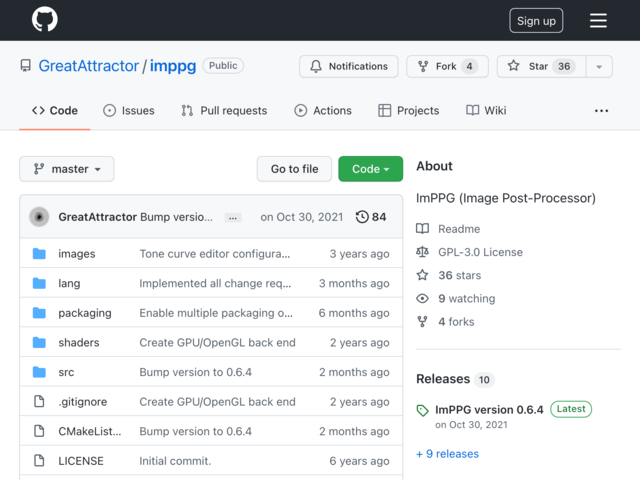 Sign up
GreatAttractor / imppg Public
Notifications Fork 4 Star 36
Code Issues Pull requests Actions Projects Wiki ...
master Go to file Code
GreatAttractor Bump versio... ... on Oct 30, 2021 84
images Tone curve editor configura... 3 years ago
lang Implemented all change req... 3 months ago
packaging Enable multiple packaging o... 6 months ago
shaders Create GPU/OpenGL back end 2 years ago
src Bump version to 0.6.4 2 months ago
.gitignore Create GPU/OpenGL back end 2 years ago
CMakeList... Bump version to 0.6.4 2 months ago
LICENSE Initial commit. 6 years ago
About
ImPPG (Image Post-Processor)
Readme
GPL-3.0 License
36 stars
9 watching
4 forks
Releases 10
ImPPG version 0.6.4 Latest
on Oct 30, 2021
+ 9 releases